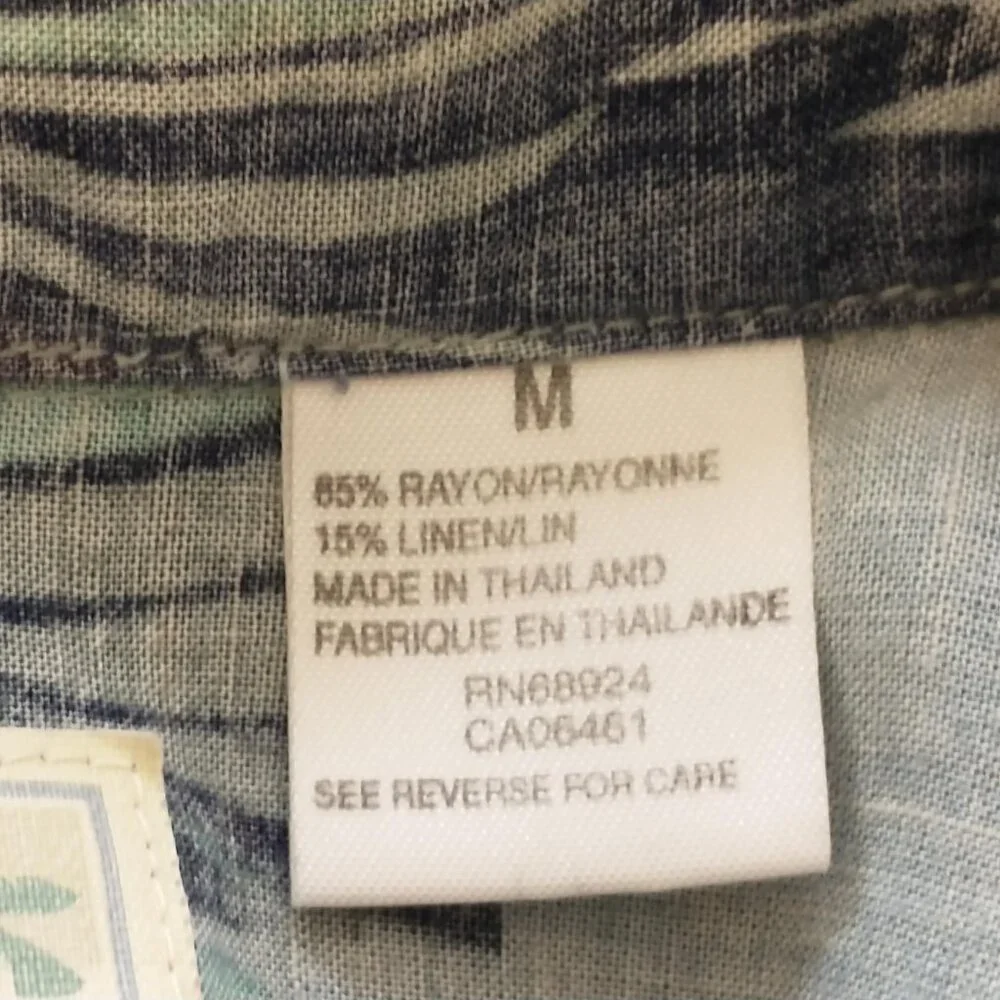 M
85% RAYON/RAYONNE
15% LINEN/LIN
MADE IN THAILAND
FABRIQUE EN THAILANDE
RN68924
CA06461
SEE REVERSE FOR CARE